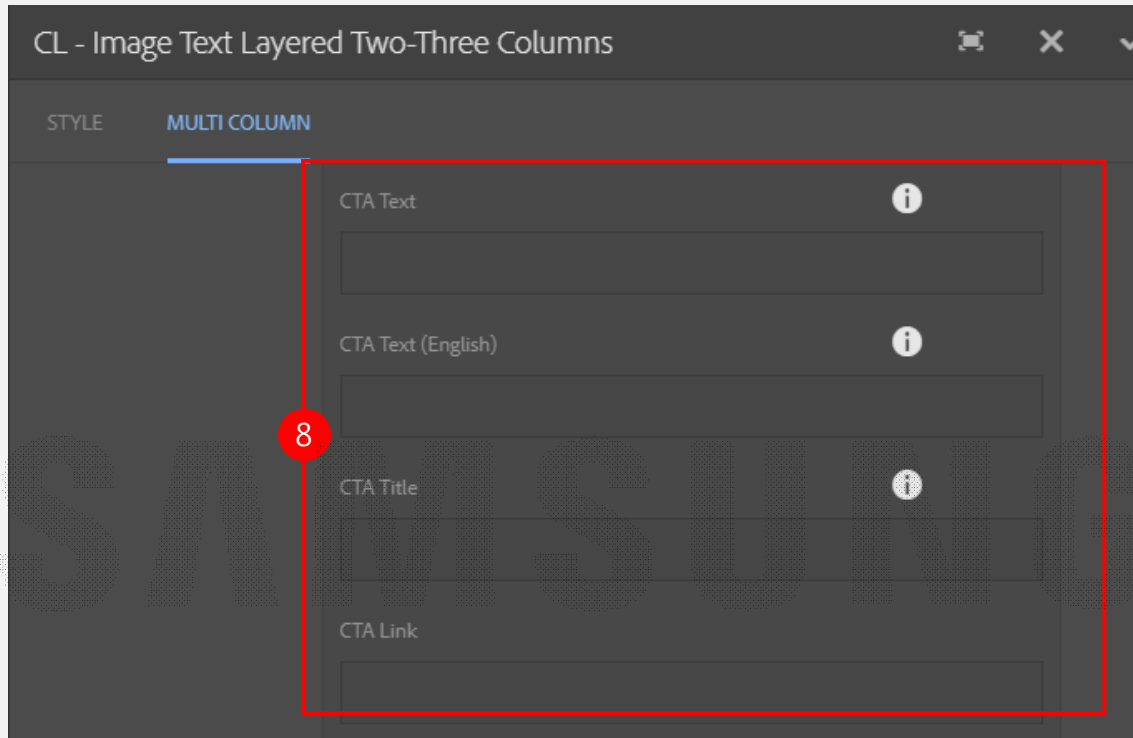 CL - Image Text Layered Two-Three Columns
STYLE MULTI COLUMN
CTA Text
CTA Text (English)
8
CTA Title
SAMSUNG
CTA Link